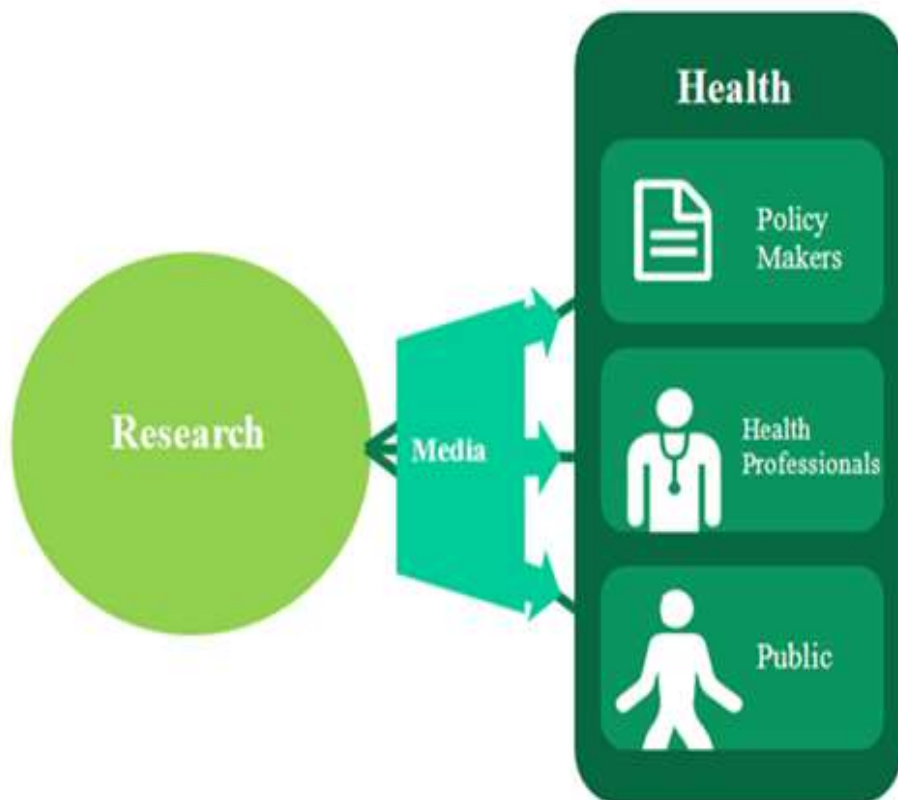 Health
Policy
Makers
Research
Media
Health
Professionals
Public